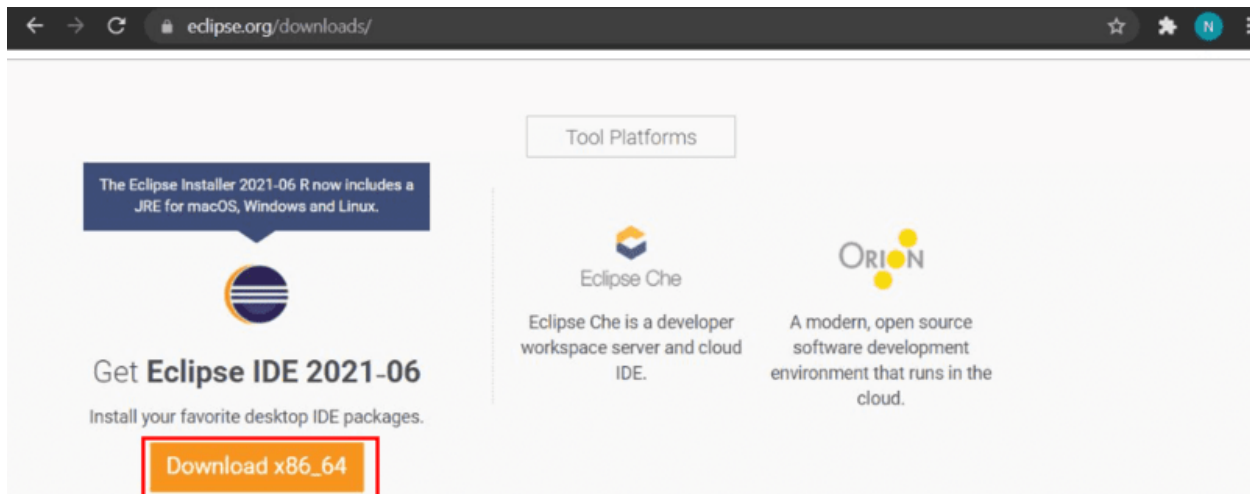 eclipse.org/downloads/
N
Tool Platforms
The Eclipse Installer 2021-06 R now includes a
JRE for macOS, Windows and Linux.
Eclipse Che
ORION
Eclipse Che is a developer
workspace server and cloud
IDE.
A modern, open source
software development
environment that runs in the
cloud.
Get Eclipse IDE 2021-06
Install your favorite desktop IDE packages.
Download x86_64